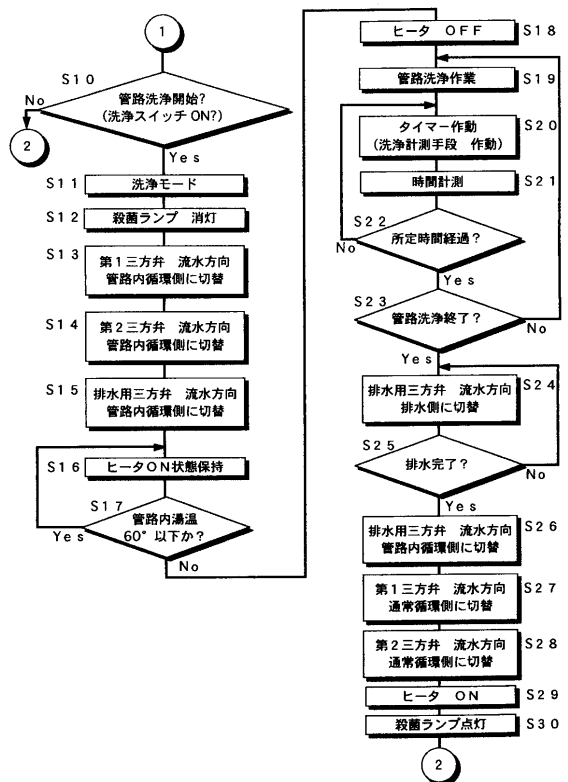 1
S10
管路洗浄開始?
(洗浄スイッチON?)
No
2
Yes
S11
洗浄モード
S12
殺菌ランプ 消灯
S13
第1三方弁 流水方向
管路内循環側に切替
S14
第2三方弁 流水方向
管路内循環側に切替
S15
排水用三方弁 流水方向
管路内循環側に切替
S16
ヒータON状態保持
S17
管路内湯温
60°以下か?
Yes
No
ヒータ OFF
S18
管路洗浄作業
S19
タイマー作動
(洗浄計測手段 作動)
S20
時間計測
S21
S22
所定時間経過?
No
Yes
S23
管路洗浄終了?
No
Yes
排水用三方弁 流水方向
排水側に切替
S24
S25
排水完了?
No
Yes
排水用三方弁 流水方向
管路内循環側に切替
S26
第1三方弁 流水方向
通常循環側に切替
S27
第2三方弁 流水方向
通常循環側に切替
S28
ヒータ ON
S29
殺菌ランプ点灯
S30
2